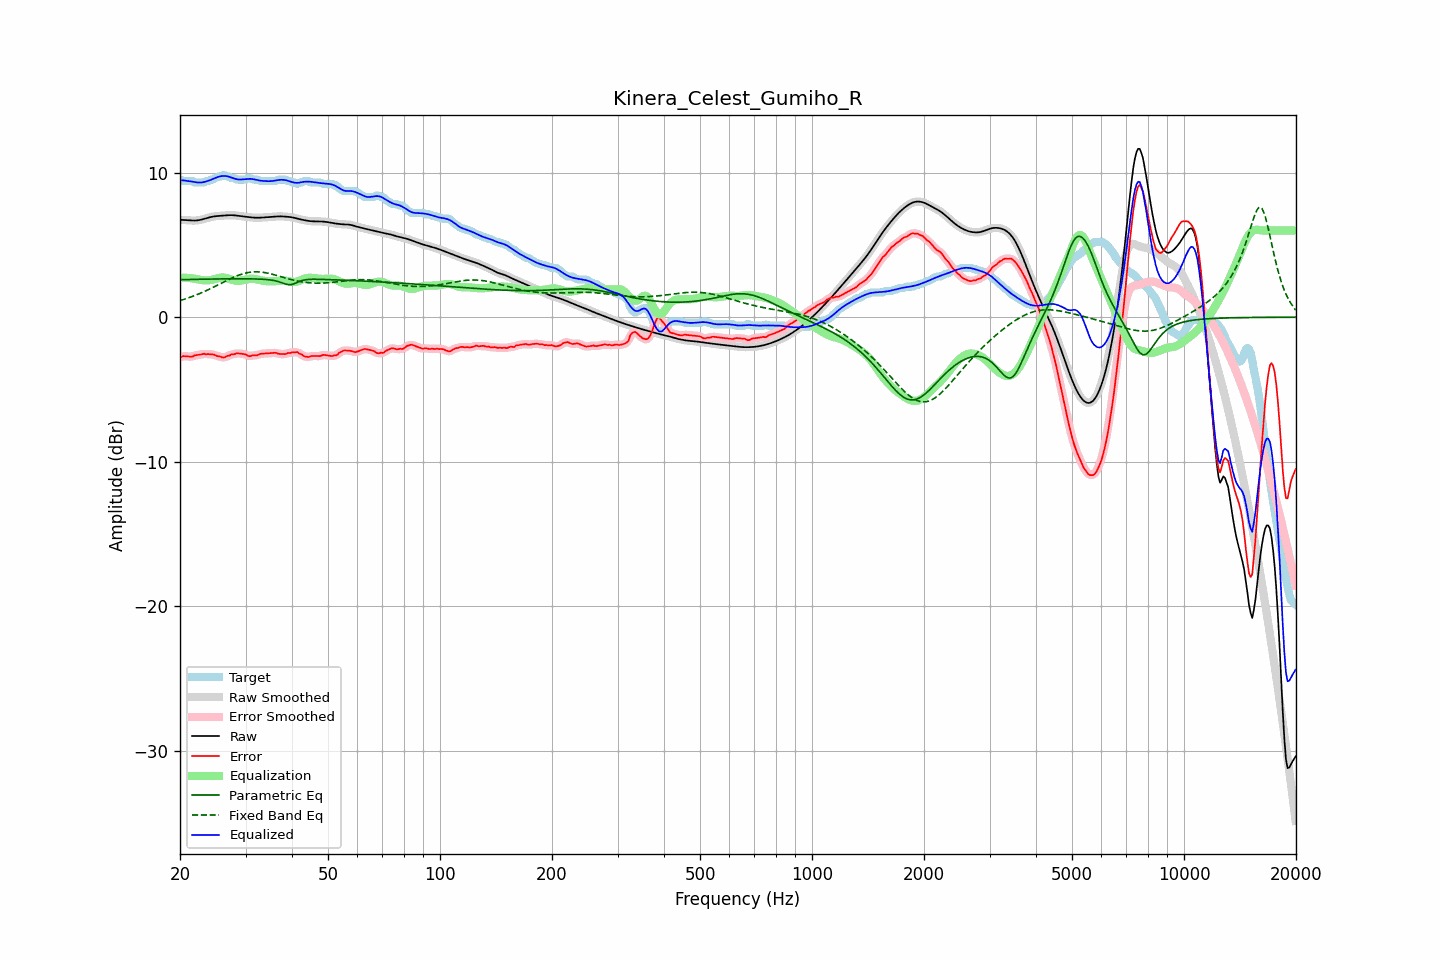 Kinera_Celest_Gumiho_R
10
0
−10
−20
−30
Amplitude (dBr)
Target
Raw Smoothed
Error Smoothed
Raw
Error
Equalization
Parametric Eq
Fixed Band Eq
Equalized
20 50 100 200 500 1000 2000 5000 10000 20000
Frequency (Hz)